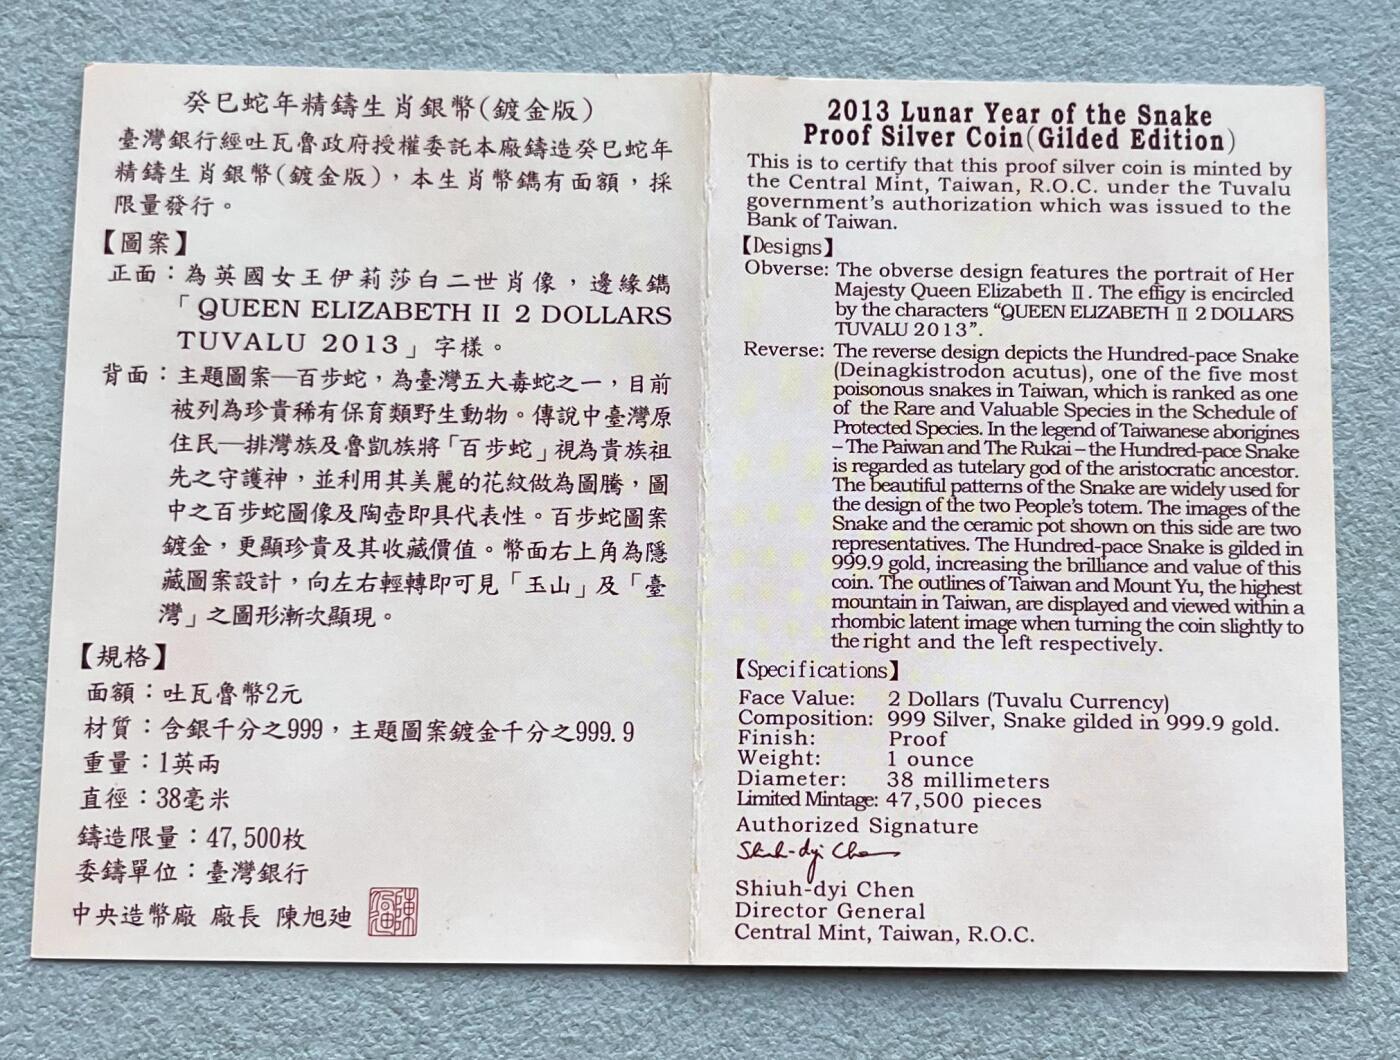 癸巳蛇年精鑄生肖銀幣(鍍金版)
臺灣銀行經吐瓦魯政府授權委託本廠鑄造癸巳蛇年
精鑄生肖銀幣(鍍金版)，本生肖幣鐫有面額，採
限量發行。
【圖案】
正面：為英國女王伊莉莎白二世肖像，邊緣鐫
「QUEEN ELIZABETH II 2 DOLLARS
TUVALU 2013」字樣。
背面：主題圖案—百步蛇，為臺灣五大毒蛇之一，目前
被列為珍貴稀有保育類野生動物。傳說中臺灣原
住民—排灣族及魯凱族將「百步蛇」視為貴族祖
先之守護神，並利用其美麗的花紋做為圖騰，圖
中之百步蛇圖像及陶壺即具代表性。百步蛇圖案
鍍金，更顯珍貴及其收藏價值。幣面右上角為隱
藏圖案設計，向左右輕轉即可見「玉山」及「臺
灣」之圖形漸次顯現。
【規格】
面額：吐瓦魯幣2元
材質：含銀千分之999，主題圖案鍍金千分之999.9
重量：1英兩
直徑：38毫米
鑄造限量：47,500枚
委鑄單位：臺灣銀行
中央造幣廠 廠長 陳旭廸
2013 Lunar Year of the Snake
Proof Silver Coin(Gilded Edition)
This is to certify that this proof silver coin is minted by
the Central Mint, Taiwan, R.O.C. under the Tuvalu
government's authorization which was issued to the
Bank of Taiwan.
【Designs】
Obverse: The obverse design features the portrait of Her
Majesty Queen Elizabeth II. The effigy is encircled
by the characters "QUEEN ELIZABETH II 2 DOLLARS
TUVALU 2013".
Reverse: The reverse design depicts the Hundred-pace Snake
(Deinagkistrodon acutus), one of the five most
poisonous snakes in Taiwan, which is ranked as one
of the Rare and Valuable Species in the Schedule of
Protected Species. In the legend of Taiwanese aborigines
–The Paiwan and The Rukai–the Hundred-pace Snake
is regarded as tutelary god of the aristocratic ancestor.
The beautiful patterns of the Snake are widely used for
the design of the two People's totem. The images of the
Snake and the ceramic pot shown on this side are two
representatives. The Hundred-pace Snake is gilded in
999.9 gold, increasing the brilliance and value of this
coin. The outlines of Taiwan and Mount Yu, the highest
mountain in Taiwan, are displayed and viewed within a
rhombic latent image when turning the coin slightly to
the right and the left respectively.
【Specifications】
Face Value: 2 Dollars (Tuvalu Currency)
Composition: 999 Silver, Snake gilded in 999.9 gold.
Finish: Proof
Weight: 1 ounce
Diameter: 38 millimeters
Limited Mintage: 47,500 pieces
Authorized Signature
Shiuh-dyi Chen
Shiuh-dyi Chen
Director General
Central Mint, Taiwan, R.O.C.